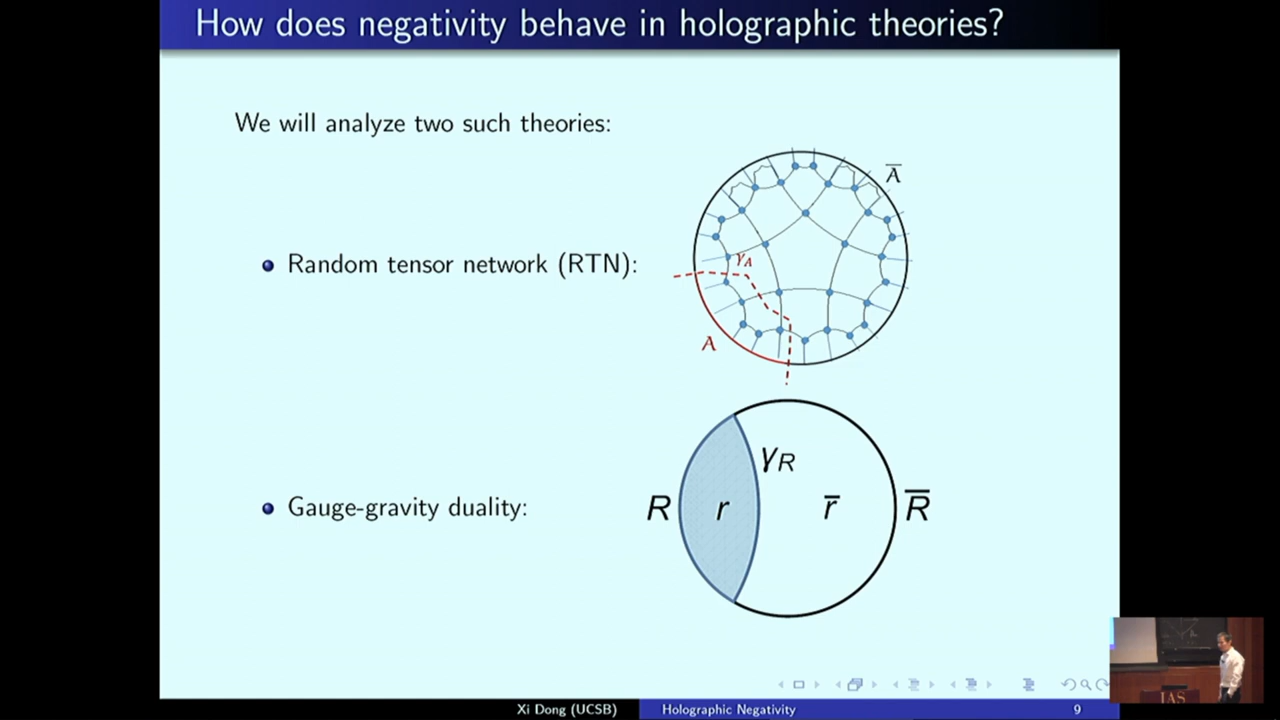 How does negativity behave in holographic theories?
We will analyze two such theories:
A̅
Random tensor network (RTN):
γA
A
γR
Gauge-gravity duality:
R
r
r̅
R̅
IAS
Xi Dong (UCSB)
Holographic Negativity
9